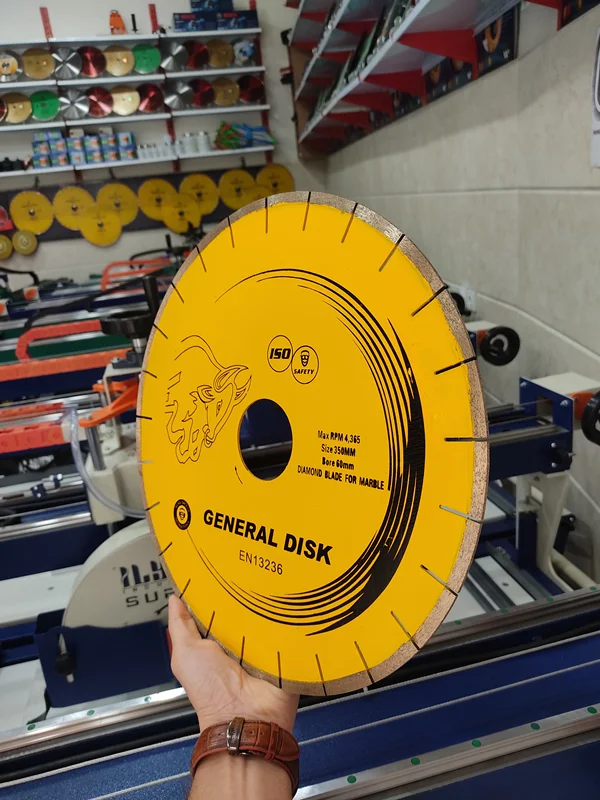 ISO
SAFETY
Max RPM 4,365
Size 350MM
Bore 60mm
DIAMOND BLADE FOR MARBLE
GENERAL DISK
EN13236